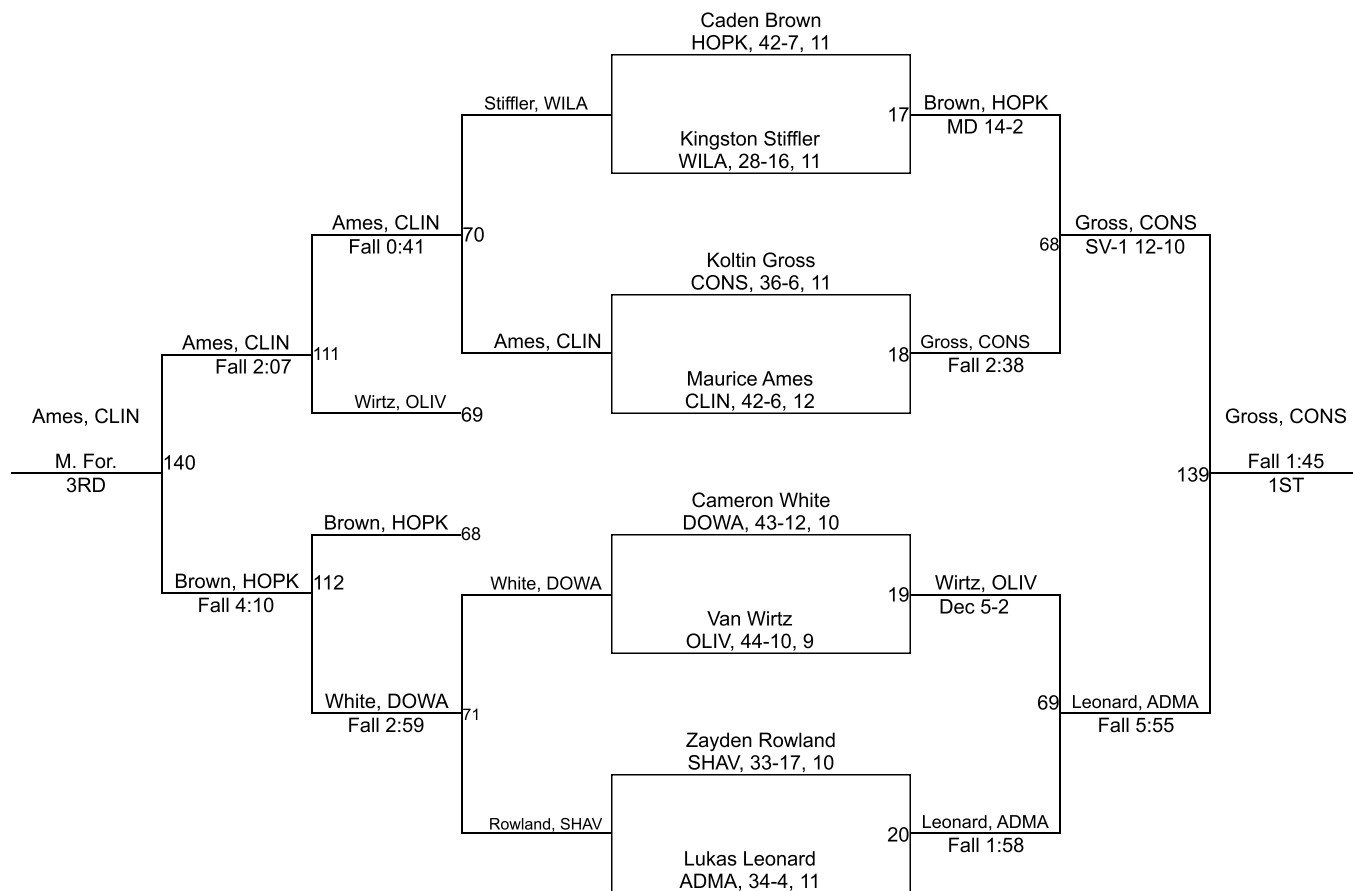 Caden Brown
HOPK, 42-7, 11
Stiffler, WILA
17
Brown, HOPK
MD 14-2
Kingston Stiffler
WILA, 28-16, 11
Ames, CLIN
Fall 0:41
70
68
Gross, CONS
SV-1 12-10
Koltin Gross
CONS, 36-6, 11
Ames, CLIN
Fall 2:07
111
Ames, CLIN
18
Gross, CONS
Fall 2:38
Maurice Ames
CLIN, 42-6, 12
Wirtz, OLIV
69
Ames, CLIN
M. For.
3RD
140
Gross, CONS
139
Fall 1:45
1ST
Cameron White
DOWA, 43-12, 10
Brown, HOPK
68
Brown, HOPK
Fall 4:10
112
White, DOWA
19
Wirtz, OLIV
Dec 5-2
Van Wirtz
OLIV, 44-10, 9
White, DOWA
Fall 2:59
71
69
Leonard, ADMA
Fall 5:55
Zayden Rowland
SHAV, 33-17, 10
Rowland, SHAV
20
Leonard, ADMA
Fall 1:58
Lukas Leonard
ADMA, 34-4, 11